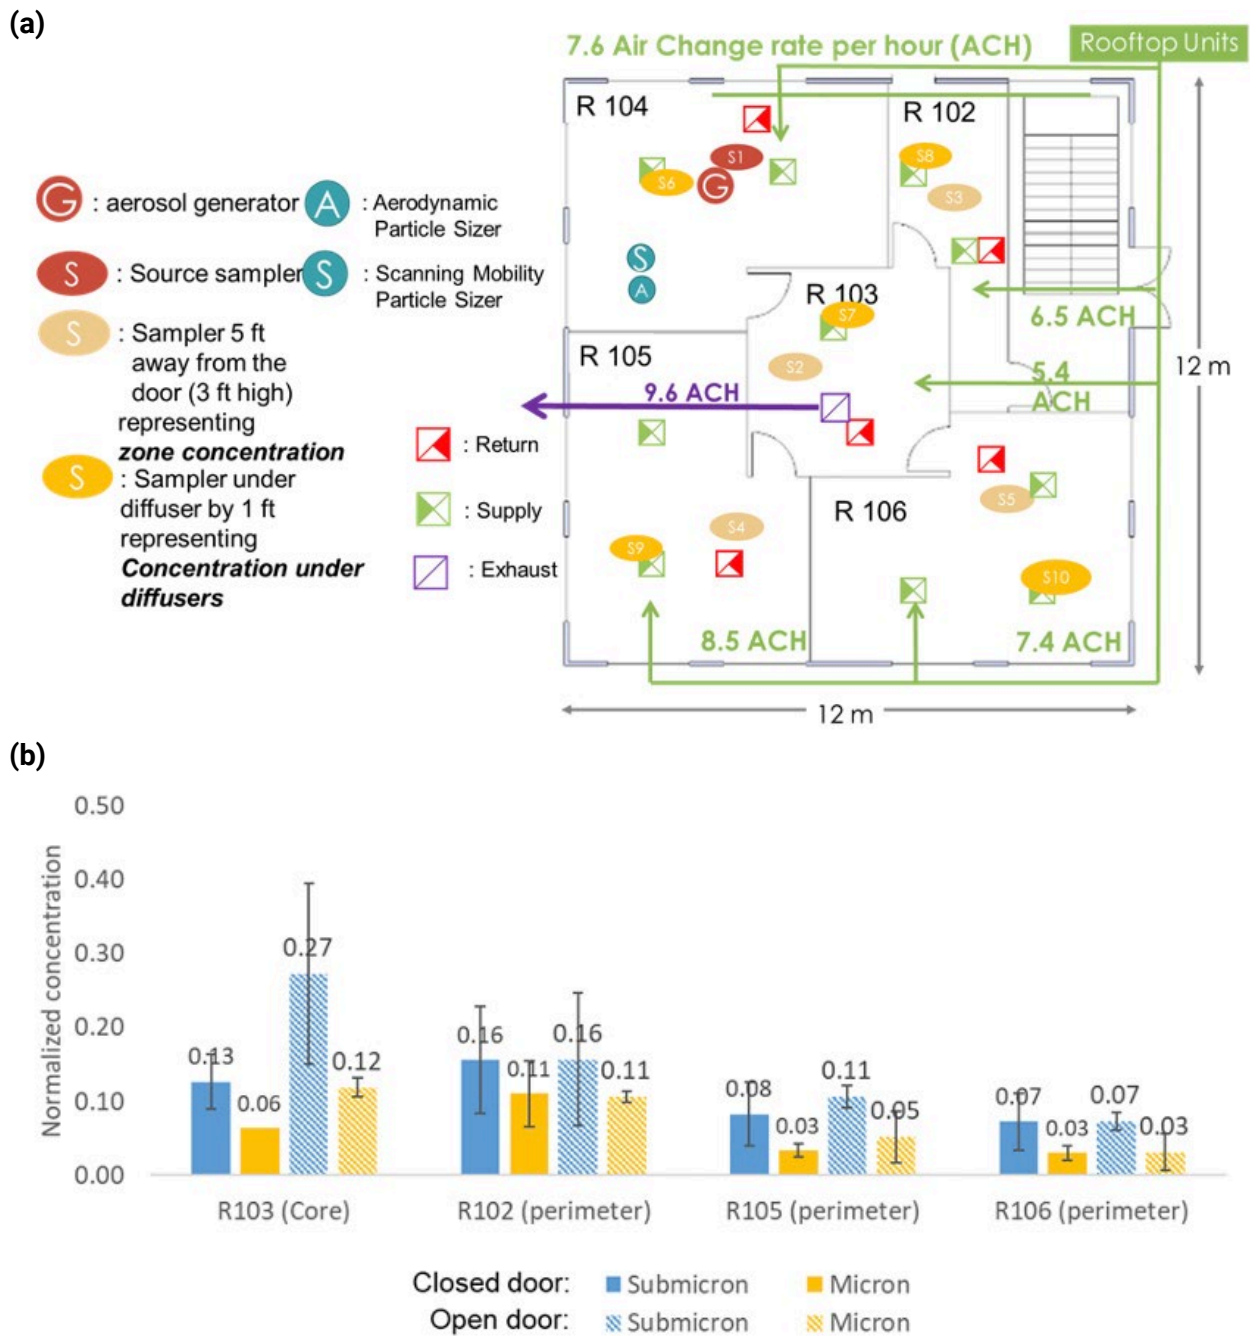 (a)
7.6 Air Change rate per hour (ACH)
Rooftop Units
R 104
R 102
S1
S8
S6
G
S3
G : aerosol generator
A : Aerodynamic
Particle Sizer
S : Source sampler
S : Scanning Mobility
Particle Sizer
S
A
R 103
S7
6.5 ACH
S : Sampler 5 ft
away from the
door (3 ft high)
representing
zone concentration
R 105
S2
12 m
9.6 ACH
5.4
ACH
: Return
S : Sampler under
diffuser by 1 ft
representing
Concentration under
diffusers
: Supply
: Exhaust
S5
R 106
S4
S9
S10
8.5 ACH
7.4 ACH
12 m
(b)
Normalized concentration
0.50
0.40
0.30
0.20
0.10
0.00
0.13
0.06
0.27
0.12
0.16
0.11
0.16
0.11
0.08
0.03
0.11
0.05
0.07
0.03
0.07
0.03
R103 (Core)
R102 (perimeter)
R105 (perimeter)
R106 (perimeter)
Closed door: Submicron Micron
Open door: Submicron Micron